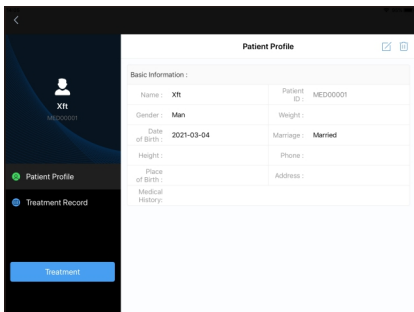 Patient Profile
Xft
MED00001
Patient Profile
Treatment Record
Treatment
Basic Information :
Name : Xft
Patient ID : MED00001
Gender : Man
Weight :
Date of Birth : 2021-03-04
Marriage : Married
Height :
Phone :
Place of Birth :
Address :
Medical History: